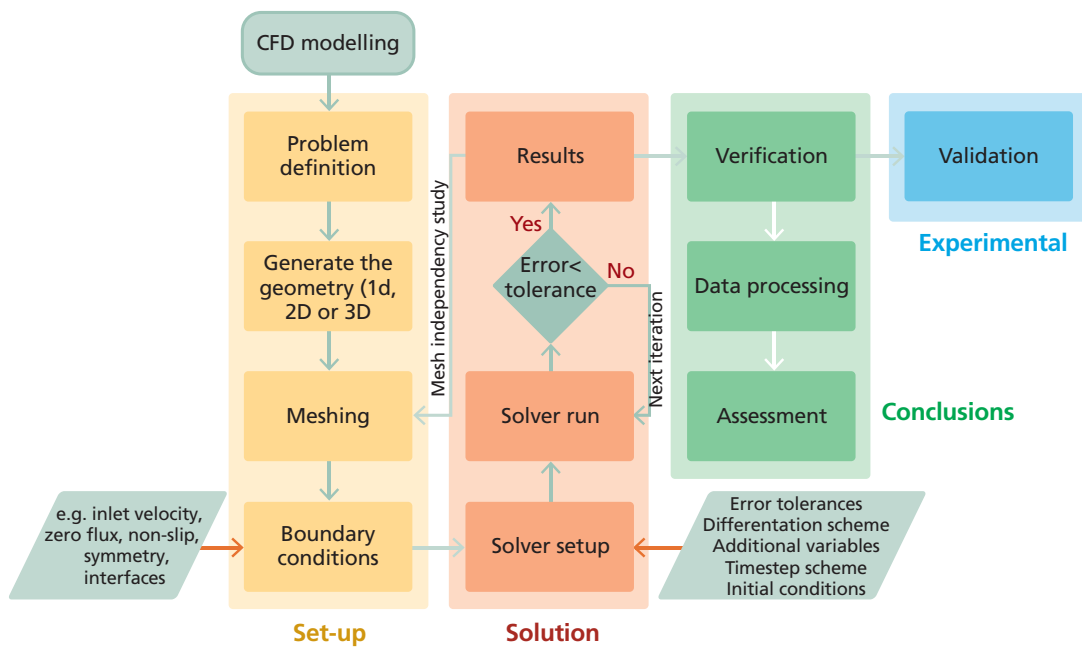 CFD modelling
Problem
definition
Generate the
geometry (1d,
2D or 3D
Meshing
Boundary
conditions
e.g. inlet velocity,
zero flux, non-slip,
symmetry,
interfaces
Set-up
Mesh independency study
Results
Yes
Error<
tolerance
No
Next iteration
Solver run
Solver setup
Solution
Error tolerances
Differentation scheme
Additional variables
Timestep scheme
Initial conditions
Verification
Data processing
Assessment
Conclusions
Validation
Experimental